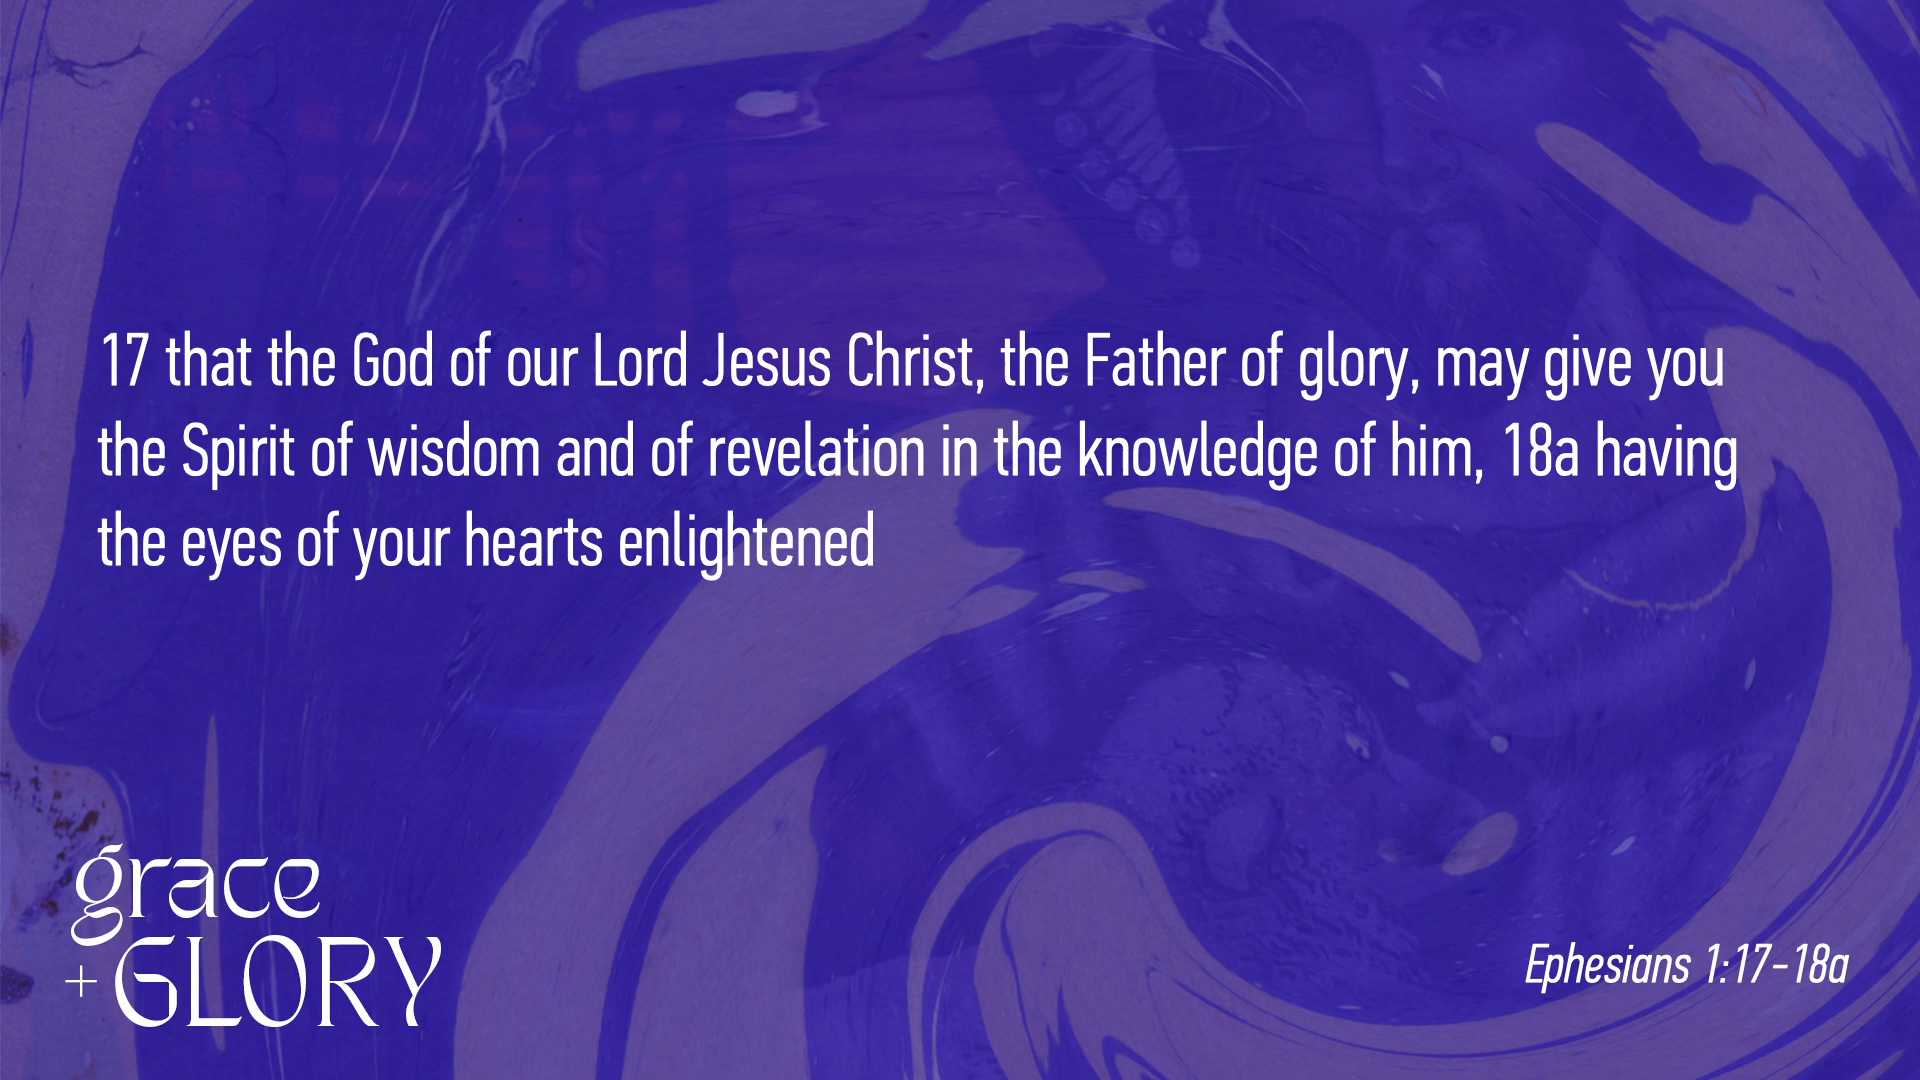 17 that the God of our Lord Jesus Christ, the Father of glory, may give you
the Spirit of wisdom and of revelation in the knowledge of him, 18a having
the eyes of your hearts enlightened
grace
+ GLORY
Ephesians 1:17-18a